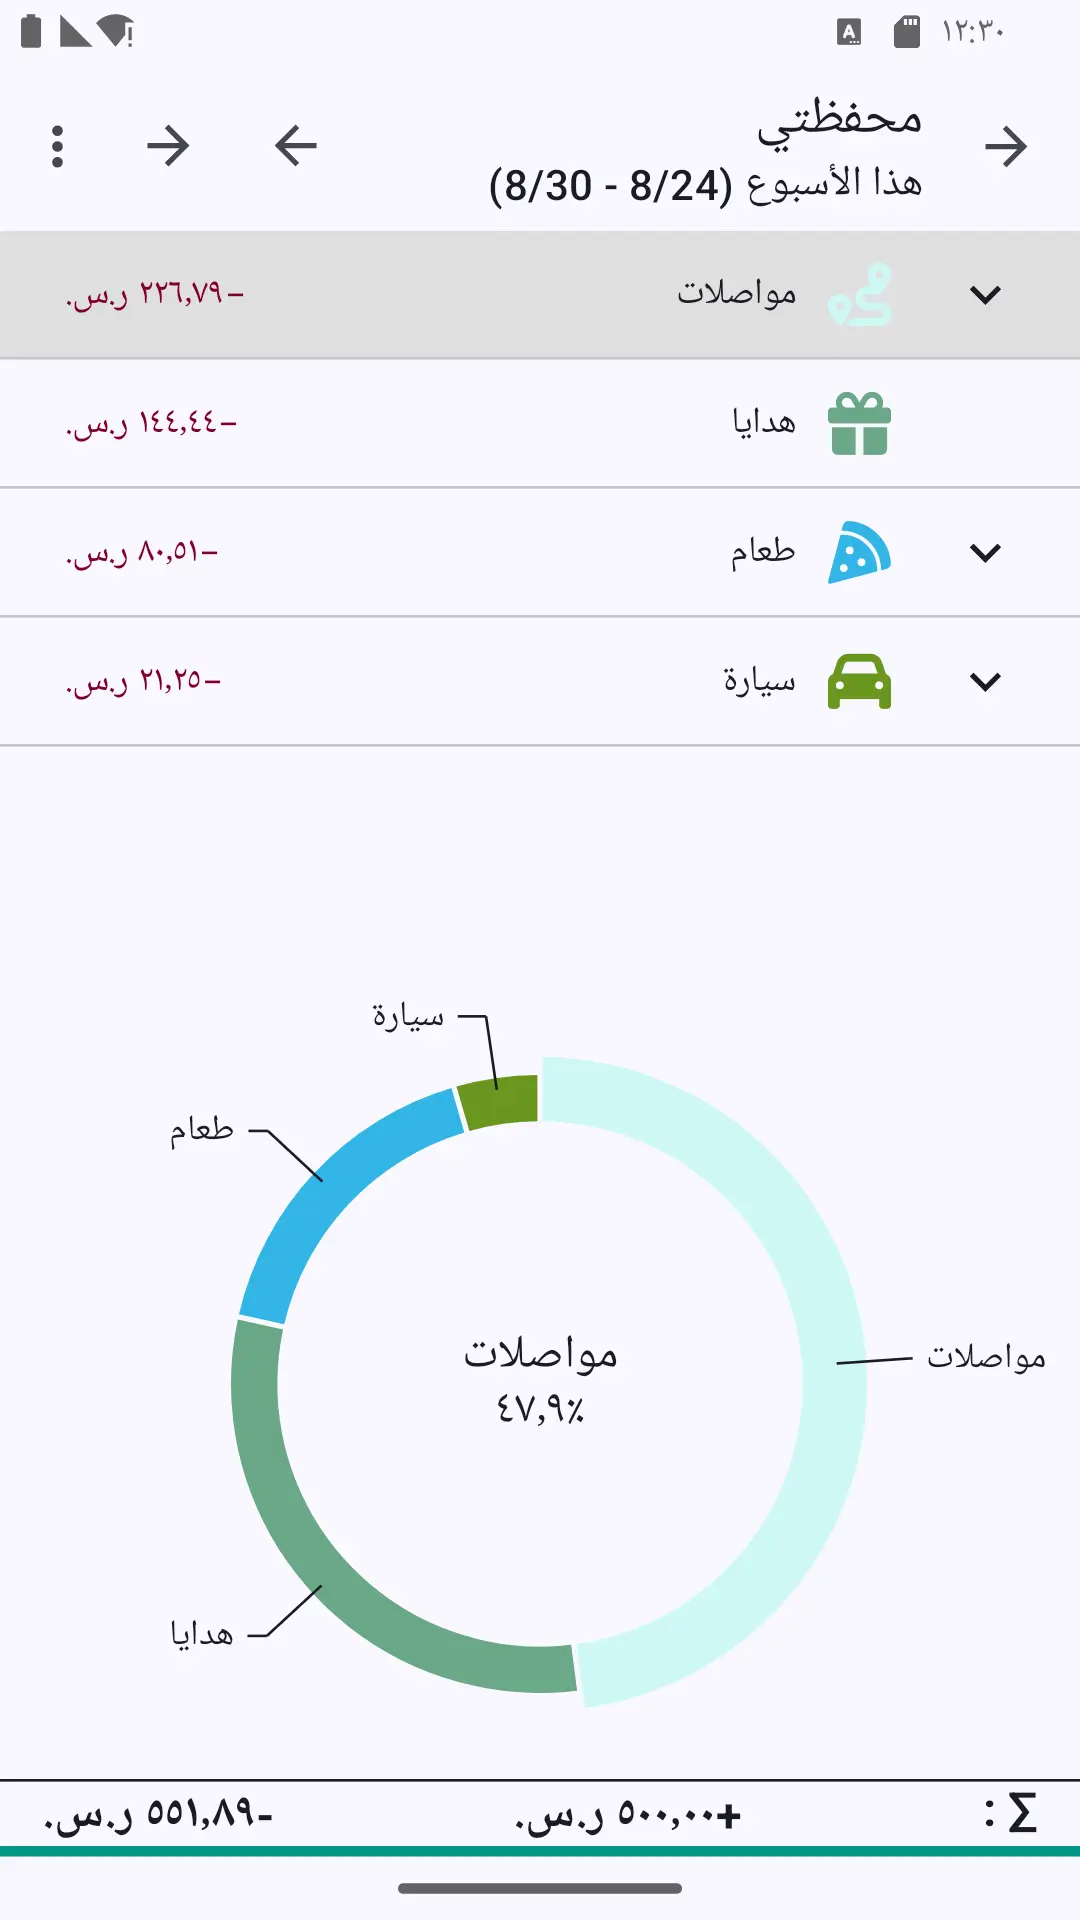 ١٢:٣٠
محفظتي
هذا الأسبوع (8/24 - 8/30)
مواصلات
−٢٢٦,٧٩ ر.س.
هدايا
−١٤٤,٤٤ ر.س.
طعام
−٨٠,٥١ ر.س.
سيارة
−٢١,٢٥ ر.س.
سيارة
طعام
مواصلات
مواصلات
٤٧,٩٪
هدايا
∑ : +٥٠٠,٠٠ ر.س. -٥٥١,٨٩ ر.س.